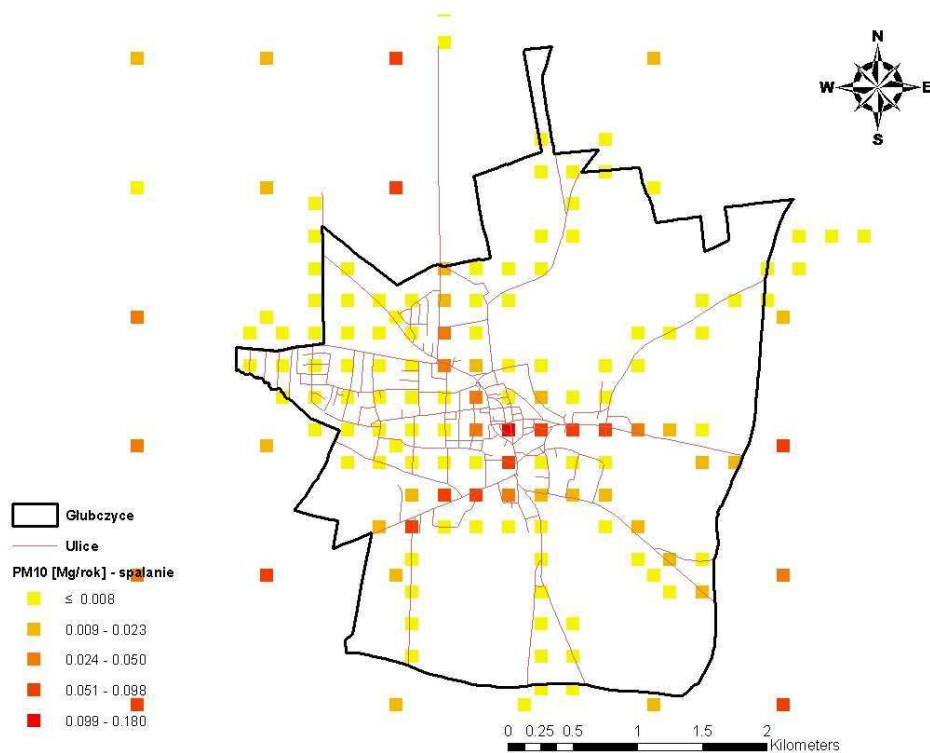 N
W E
S
Głubczyce
Ulice
PM10 [Mg/rok] - spalanie
≤ 0.008
0.009 - 0.023
0.024 - 0.050
0.051 - 0.098
0.099 - 0.180
0 0.25 0.5 1 1.5 2
Kilometers